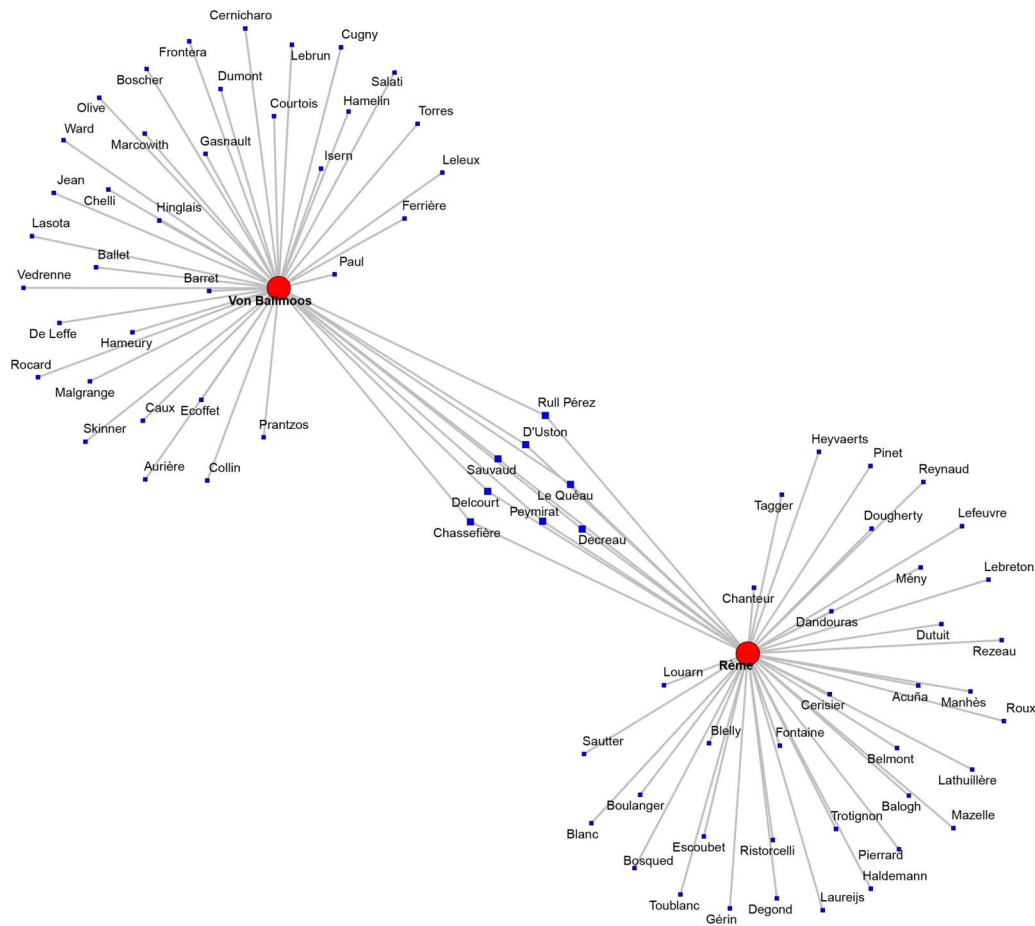 Cernicharo
Cugny
Frontera
Lebrun
Boscher
Dumont
Salati
Olive
Courtois
Hamelin
Torres
Ward
Marcowith
Gasnault
Isern
Leleux
Jean
Chelli
Hinglais
Ferrière
Lasota
Ballet
Paul
Vedrenne
Barret
Von Ballmoos
De Leffe
Hameury
Rocard
Malgrange
Rull Pérez
Caux
Ecoffet
Prantzos
Skinner
D'Uston
Heyvaerts
Pinet
Aurière
Collin
Sauvaud
Reynaud
Delcourt
Le Quéau
Tagger
Peymirat
Dougherty
Lefeuvre
Chassefière
Decreau
Mény
Lebreton
Chanteur
Dandouras
Dutuit
Rezeau
Rème
Louarn
Cerisier
Acuña
Manhès
Roux
Sautter
Blelly
Fontaine
Belmont
Lathuillère
Boulanger
Balogh
Blanc
Trotignon
Mazelle
Bosqued
Escoubet
Ristorcelli
Pierrard
Haldemann
Toublanc
Gérin
Degond
Laureijs